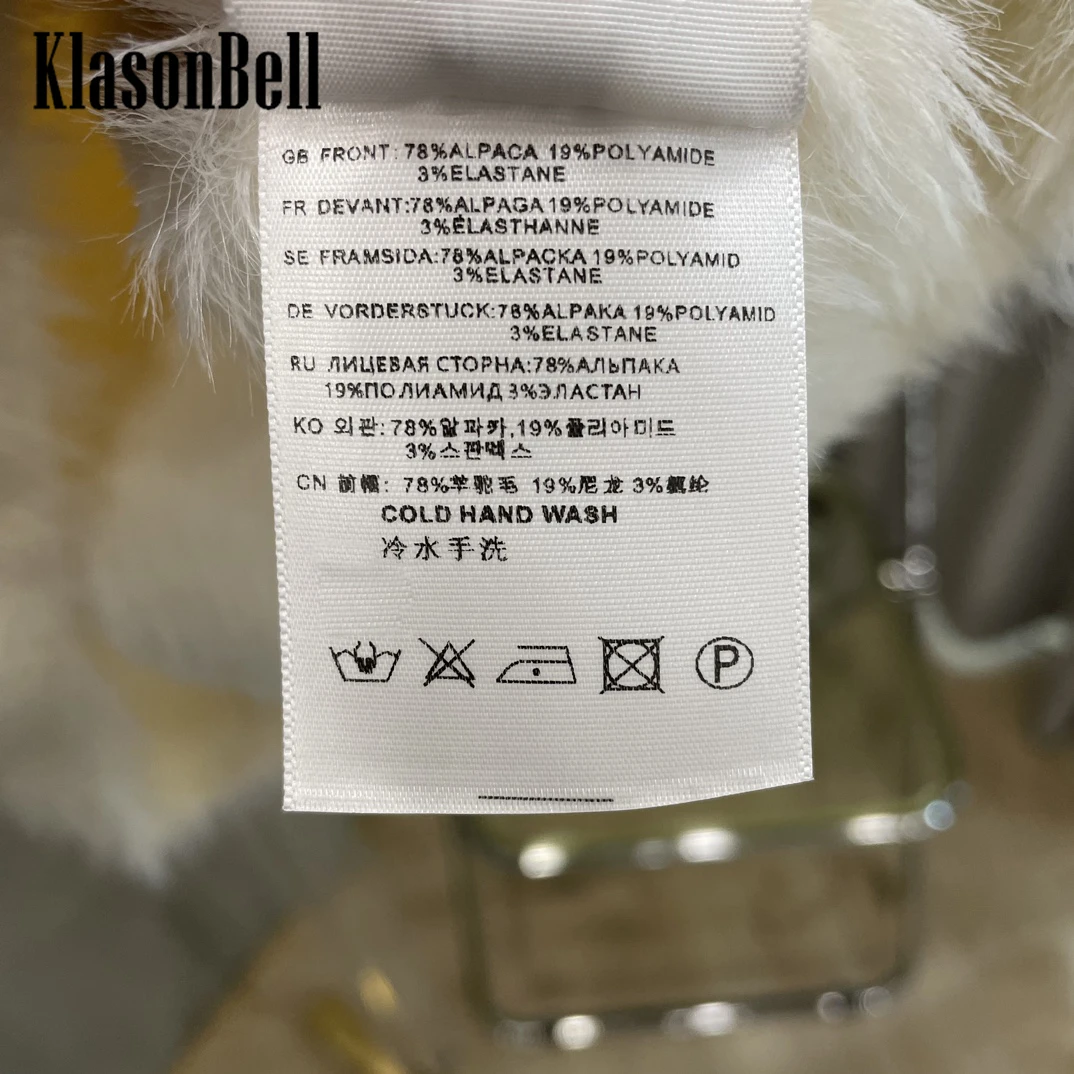 KlasonBell
GB FRONT: 78%ALPACA 19%POLYAMIDE
3%ELASTANE
FR DEVANT:78%ALPAGA 19%POLYAMIDE
3%ÉLASTHANNE
SE FRAMSIDA:78%ALPACKA 19%POLYAMID
3%ELASTANE
DE VORDERSTUCK:78%ALPAKA 19%POLYAMID
3%ELASTANE
RU ЛИЦЕВАЯ СТОРНА:78%АЛЬПАКА
19%ПОЛИАМИД 3%ЭЛАСТАН
KO 외관: 78%알파카,19%폴리아미드
3%스판덱스
CN 前幅: 78%羊驼毛 19%尼龙 3%氨纶
COLD HAND WASH
冷水手洗
P